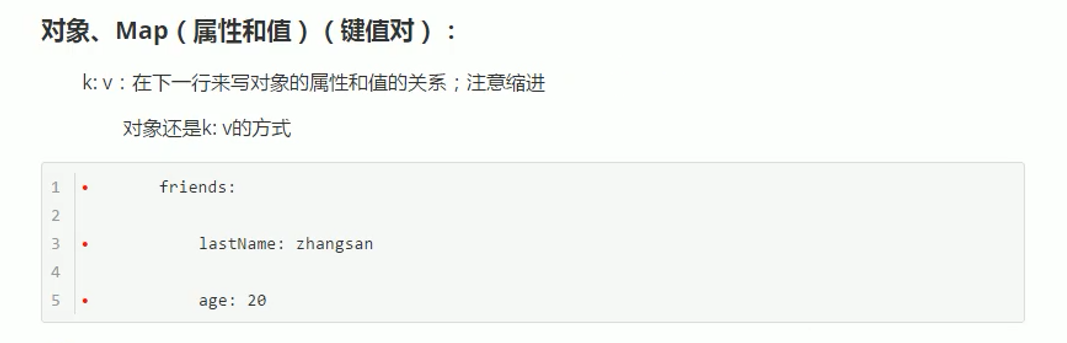 对象、Map（属性和值）（键值对）：
k: v：在下一行来写对象的属性和值的关系；注意缩进
对象还是k: v的方式
1 • friends:
2
3 • lastName: zhangsan
4
5 • age: 20